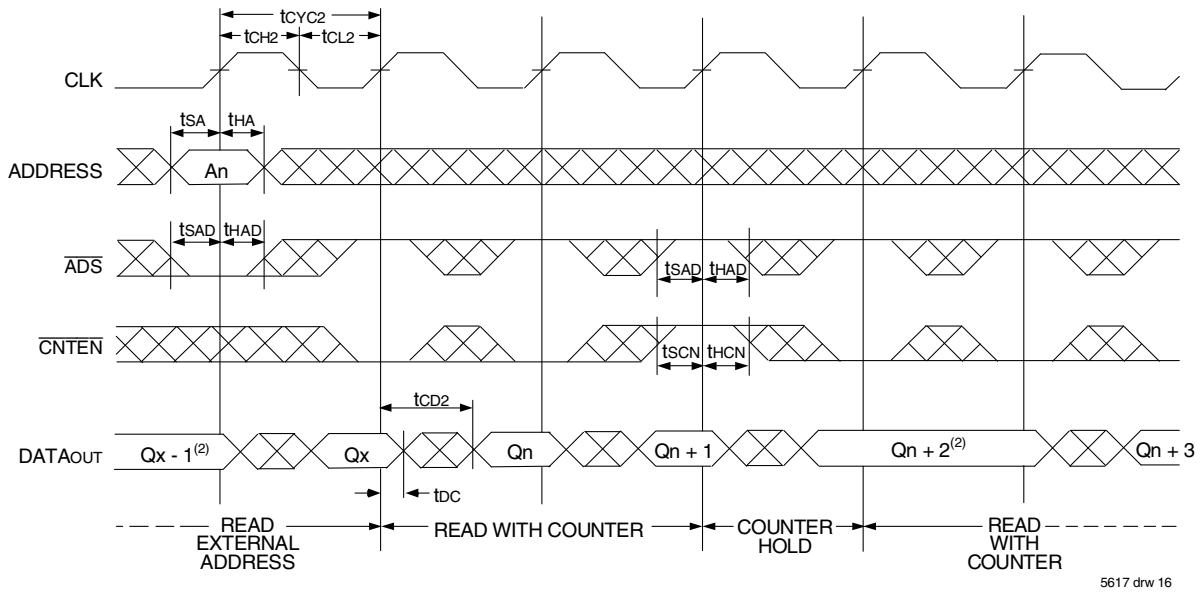 tCYC2
tCH2 tCL2
CLK
tSA tHA
ADDRESS An
tSAD tHAD
ADS
tSAD tHAD
CNTEN
tSCN tHCN
tCD2
DATAOUT Qx - 1(2) Qx Qn Qn + 1 Qn + 2(2) Qn + 3
tDC
READ EXTERNAL ADDRESS
READ WITH COUNTER
COUNTER HOLD
READ WITH COUNTER
5617 drw 16